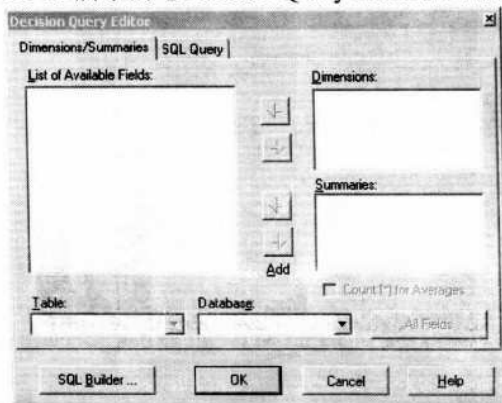 Decision Query Editor
Dimensions/Summaries SQL Query
List of Available Fields:
Dimensions:
Summaries:
Add
Count(*) for Averages
Table:
Database:
All Fields
SQL Builder ...
OK
Cancel
Help